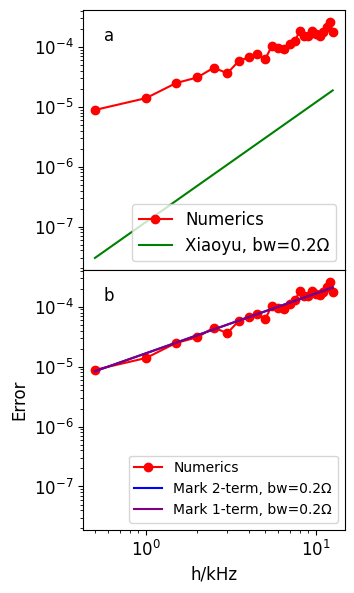 a
10⁻⁴
10⁻⁵
10⁻⁶
10⁻⁷
Numerics
Xiaoyu, bw=0.2Ω
b
10⁻⁴
10⁻⁵
10⁻⁶
10⁻⁷
Error
Numerics
Mark 2-term, bw=0.2Ω
Mark 1-term, bw=0.2Ω
10⁰
10¹
h/kHz